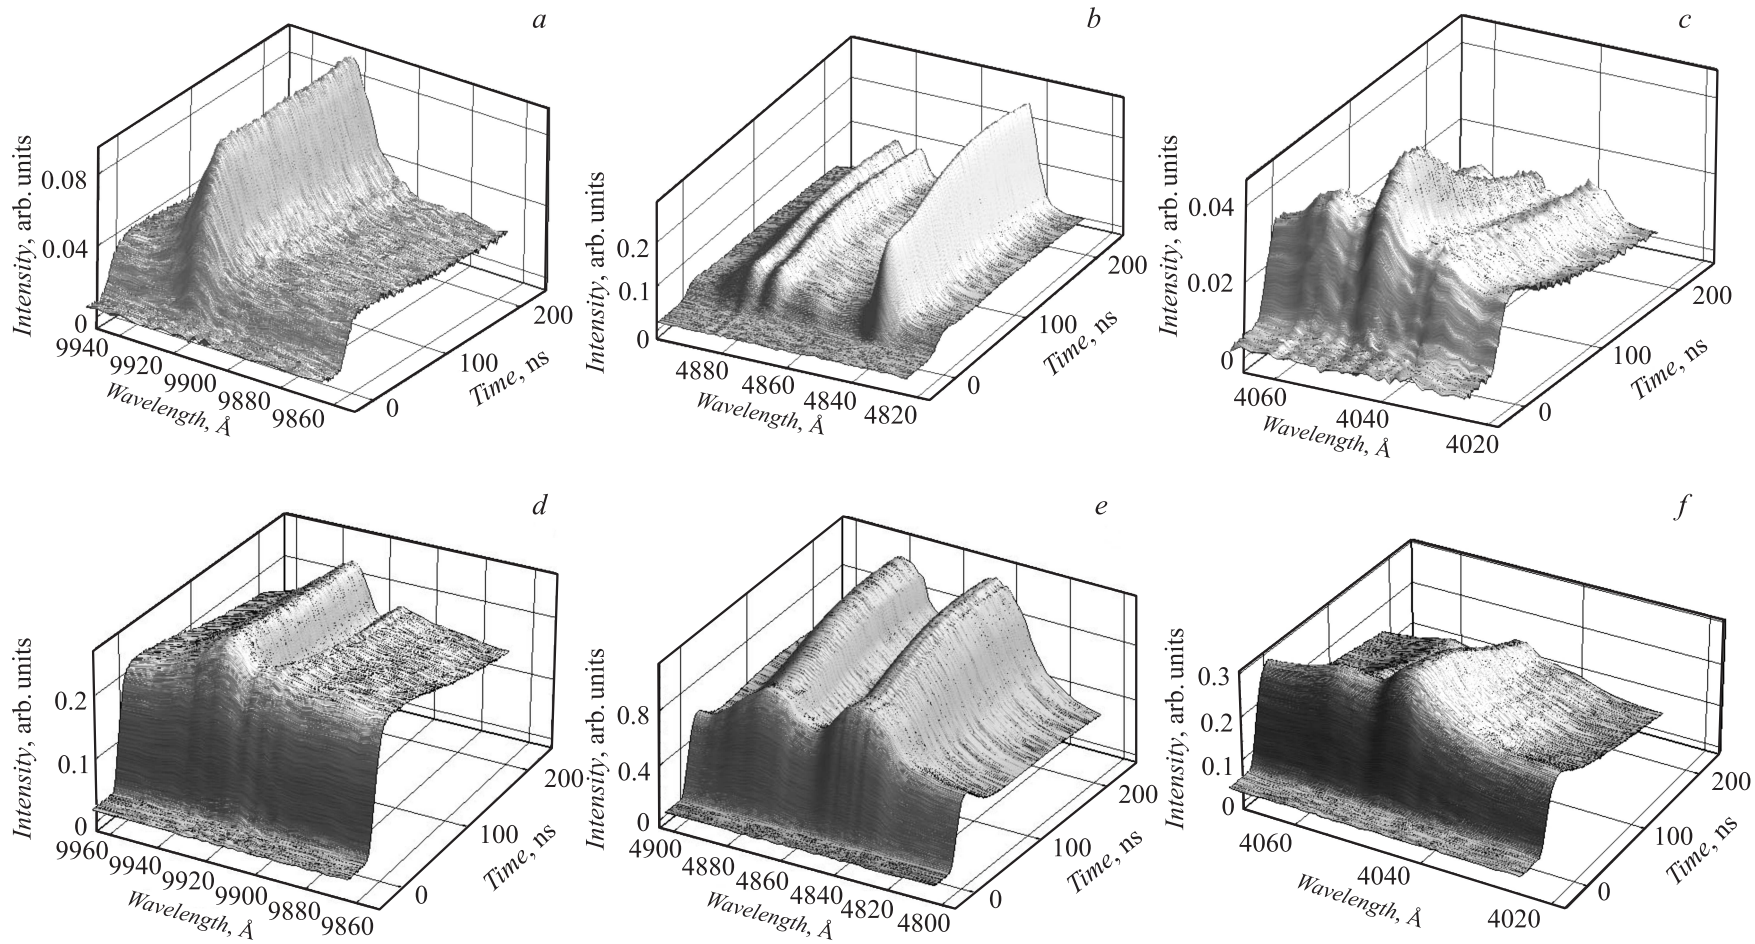 a
Intensity, arb. units
0.08
0.04
0
9940
9920
9900
9880
9860
Wavelength, Å
0
100
200
Time, ns
b
Intensity, arb. units
0.2
0.1
0
4880
4860
4840
4820
Wavelength, Å
0
100
200
Time, ns
c
Intensity, arb. units
0.04
0.02
0
4060
4040
4020
Wavelength, Å
0
100
200
Time, ns
d
Intensity, arb. units
0.2
0.1
0
9960
9940
9920
9900
9880
9860
Wavelength, Å
0
100
200
Time, ns
e
Intensity, arb. units
0.8
0.4
0
4900
4880
4860
4840
4820
4800
Wavelength, Å
0
100
200
Time, ns
f
Intensity, arb. units
0.3
0.2
0.1
0
4060
4040
4020
Wavelength, Å
0
100
200
Time, ns